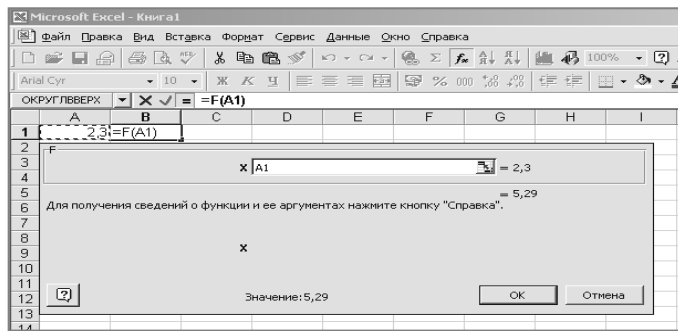 Microsoft Excel - Книга1
Файл Правка Вид Вставка Формат Сервис Данные Окно Справка
100%
Arial Cyr 10 Ж К Ч % 000
ОКРУГЛВВЕРХ = =F(A1)
A B C D E F G H I
1 2,3 =F(A1)
2
F
3 x A1 = 2,3
4
5 = 5,29
6 Для получения сведений о функции и ее аргументах нажмите кнопку "Справка".
7
8
9 x
10
11
12 Значение:5,29 OK Отмена
13
14